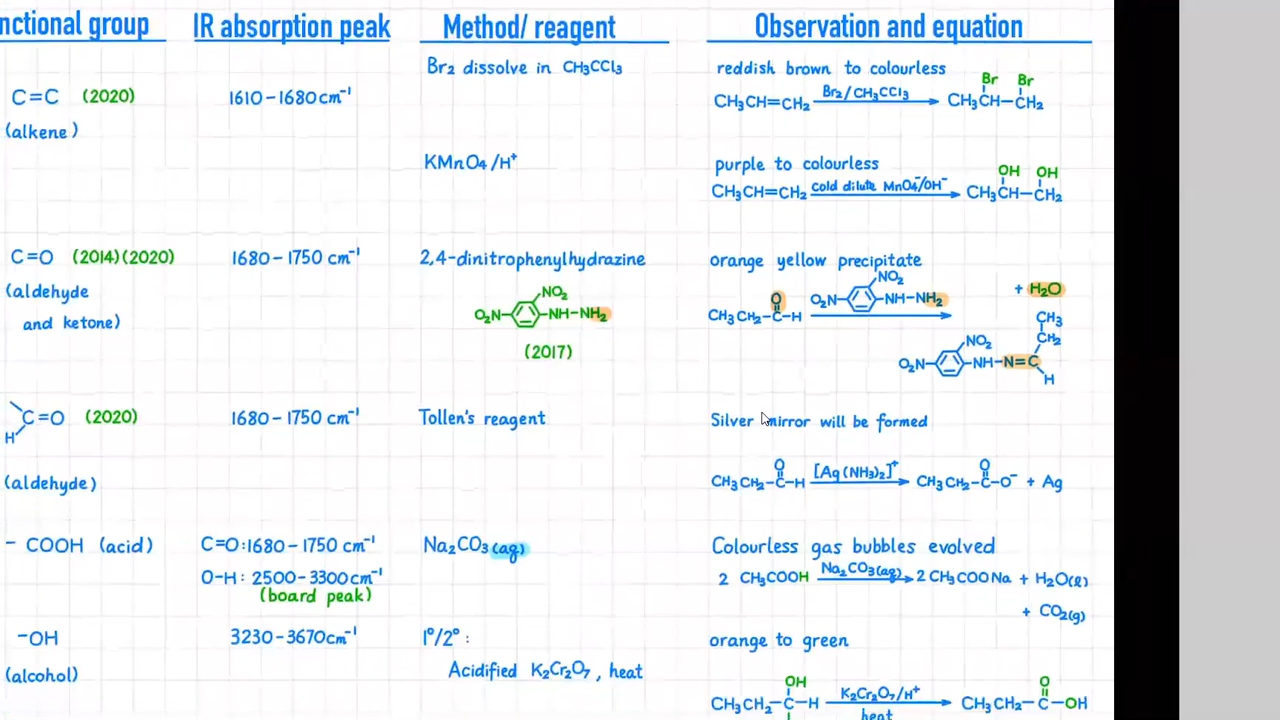 nctional group IR absorption peak Method/ reagent Observation and equation
Br2 dissolve in CH3CCl3 reddish brown to colourless
C=C (2020) 1610-1680cm⁻¹
Br Br
CH3CH=CH2 Br2/CH3CCl3 CH3CH-CH2
(alkene)
KMnO4/H⁺ purple to colourless
OH OH
CH3CH=CH2 cold dilute MnO4⁻/OH⁻ CH3CH-CH2
C=O (2014)(2020) 1680-1750 cm⁻¹ 2,4-dinitrophenylhydrazine orange yellow precipitate
(aldehyde
and ketone)
NO2
O2N NH-NH2
(2017)
O
CH3CH2-C-H
NO2
O2N NH-NH2
+ H2O
CH3
CH2
NO2
O2N NH-N=C
H
C=O (2020) 1680-1750 cm⁻¹ Tollen's reagent Silver mirror will be formed
H
(aldehyde)
O O
CH3CH2-C-H [Ag(NH3)2]⁺ CH3CH2-C-O⁻ + Ag
- COOH (acid) C=O:1680-1750 cm⁻¹ Na2CO3(aq) Colourless gas bubbles evolved
O-H: 2500-3300cm⁻¹ 2 CH3COOH Na2CO3(aq) 2 CH3COONa + H2O(l)
(board peak) + CO2(g)
-OH 3230-3670cm⁻¹ 1°/2°: orange to green
(alcohol) Acidified K2Cr2O7, heat
OH O
CH3CH2-C-H K2Cr2O7/H⁺ CH3CH2-C-OH
heat